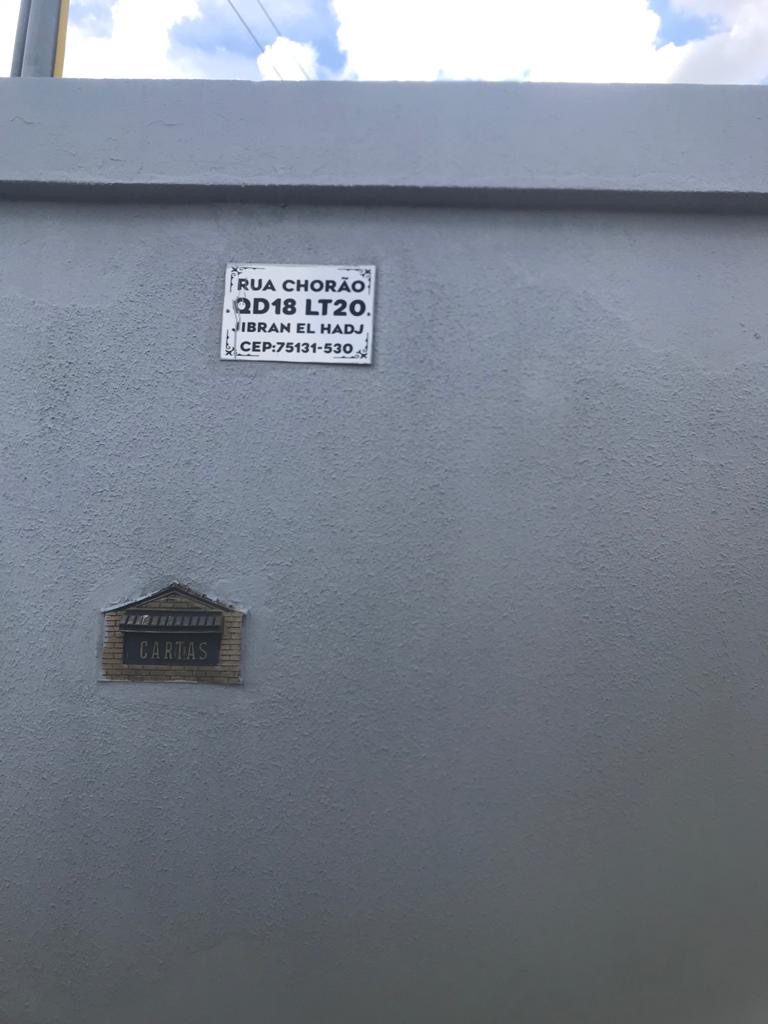 RUA CHORÃO
QD18 LT20
JIBRAN EL HADJ
CEP:75131-530
CARTAS